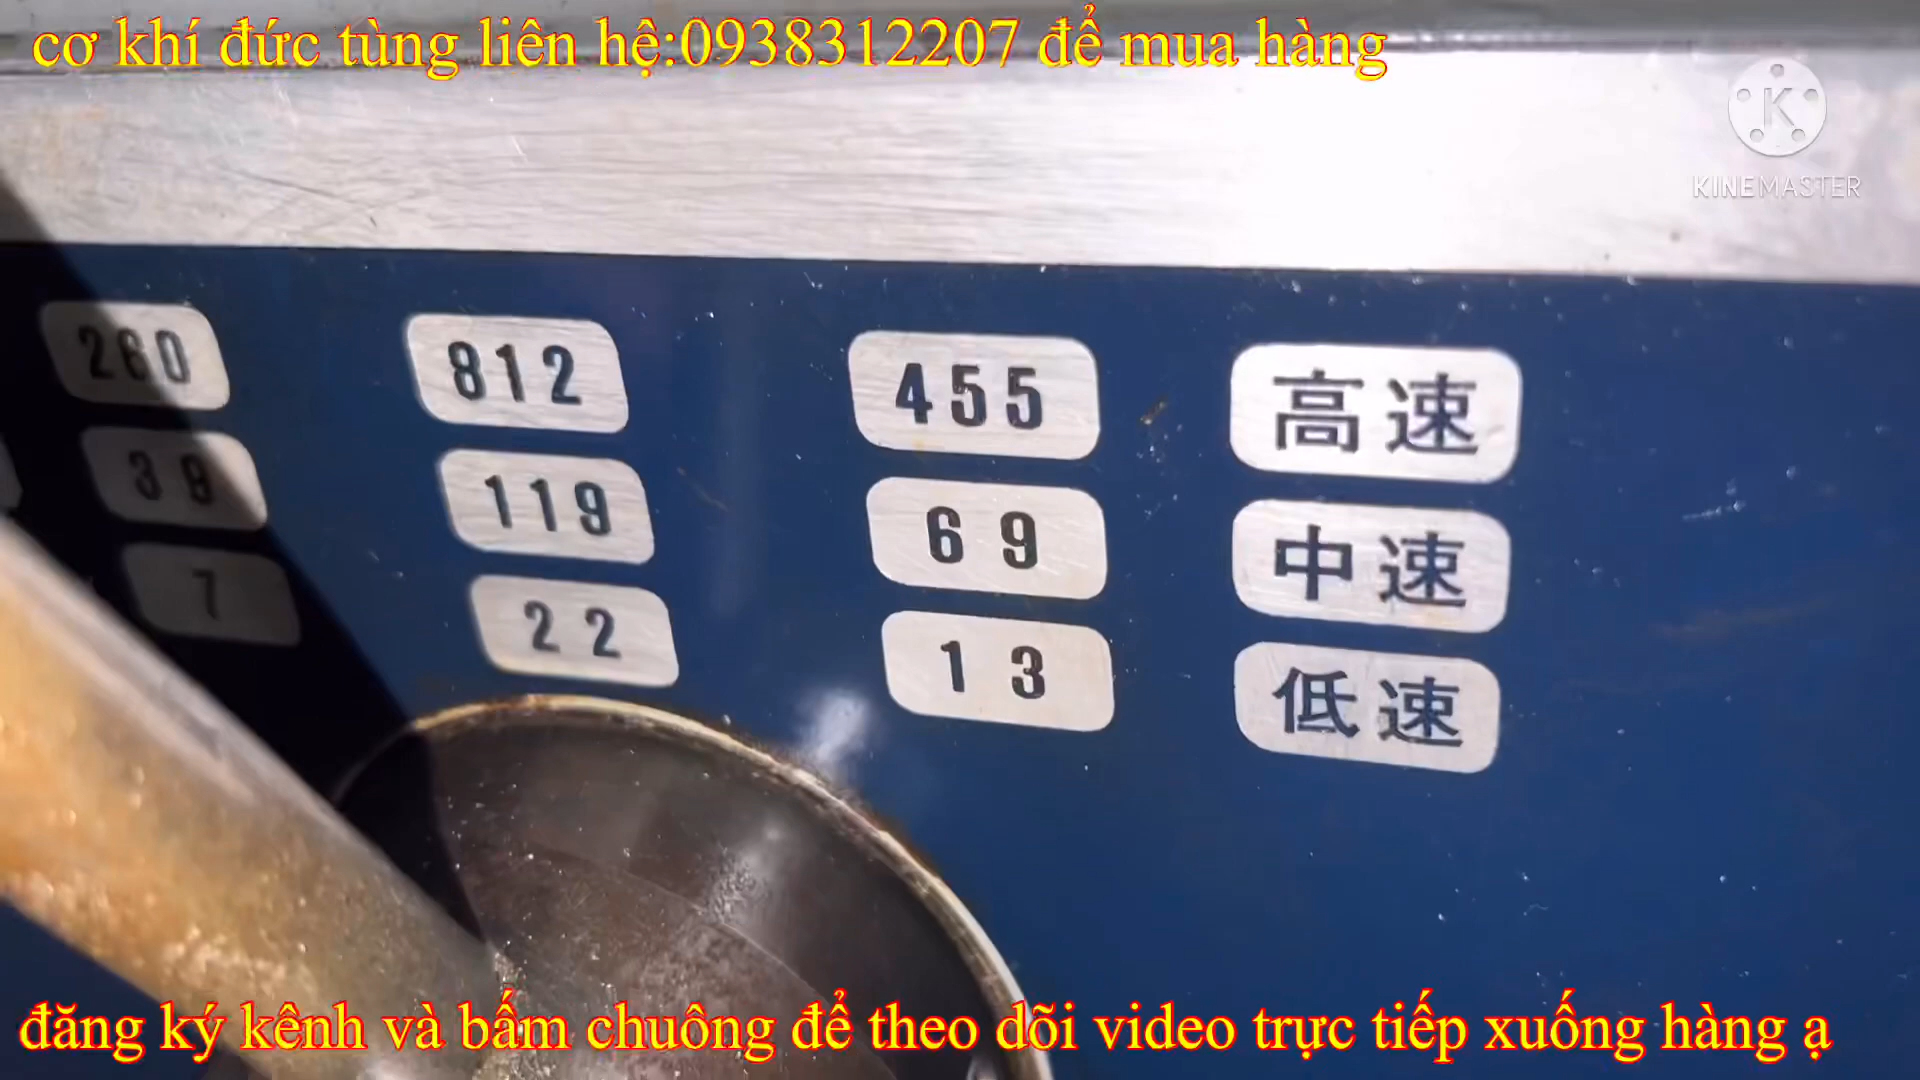 cơ khí đức tùng liên hệ:0938312207 để mua hàng
KINEMASTER
260 812 455 高速
39 119 69 中速
7 22 13 低速
đăng ký kênh và bấm chuông để theo dõi video trực tiếp xuống hàng ạ